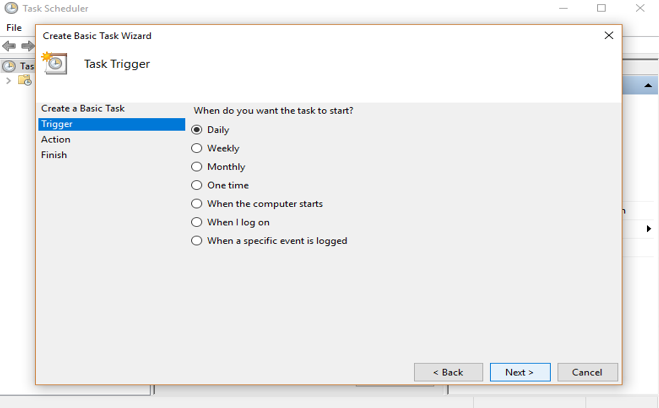 Task Scheduler
File
Create Basic Task Wizard
Task Trigger
Create a Basic Task
Trigger
Action
Finish
When do you want the task to start?
Daily
Weekly
Monthly
One time
When the computer starts
When I log on
When a specific event is logged
< Back
Next >
Cancel